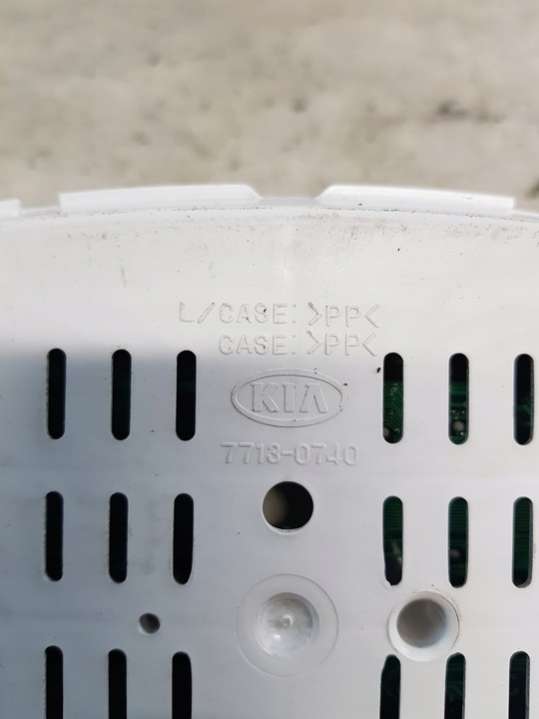 L/CASE: >PP<
CASE: >PP<
KIA
7713-0740